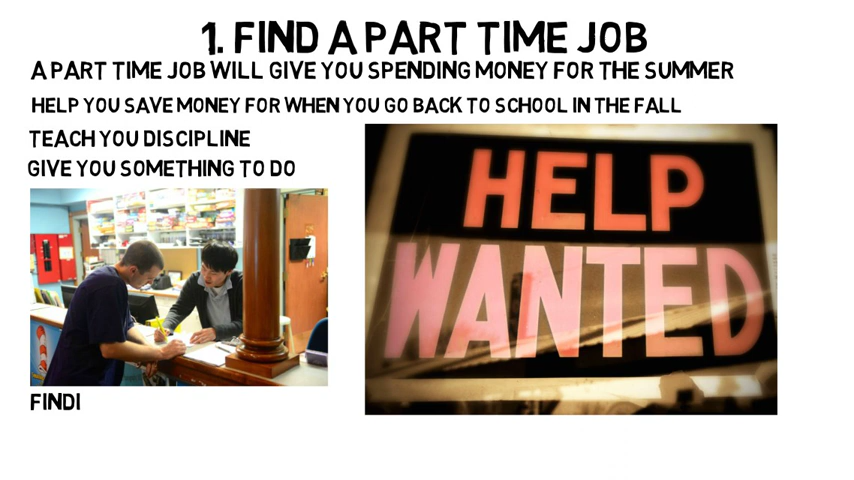 1. FIND A PART TIME JOB
A PART TIME JOB WILL GIVE YOU SPENDING MONEY FOR THE SUMMER
HELP YOU SAVE MONEY FOR WHEN YOU GO BACK TO SCHOOL IN THE FALL
TEACH YOU DISCIPLINE
GIVE YOU SOMETHING TO DO
HELP
WANTED
FINDI